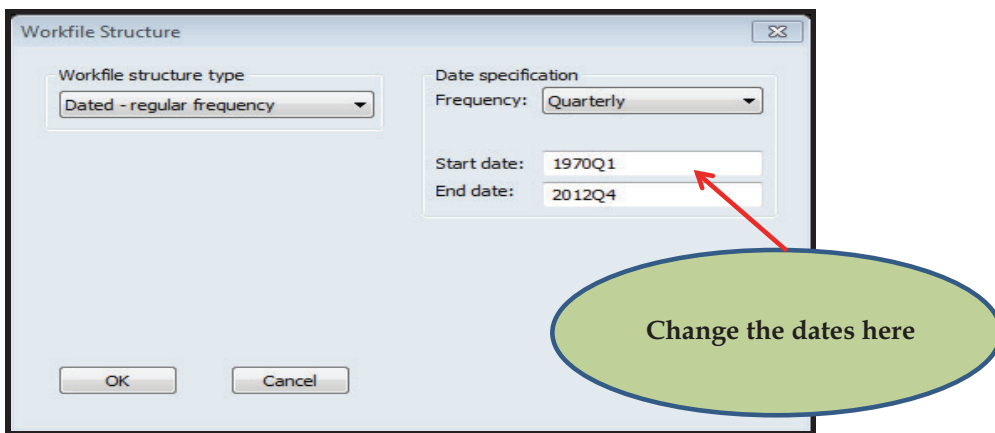 Workfile Structure
Workfile structure type
Dated - regular frequency
Date specification
Frequency: Quarterly
Start date: 1970Q1
End date: 2012Q4
Change the dates here
OK Cancel